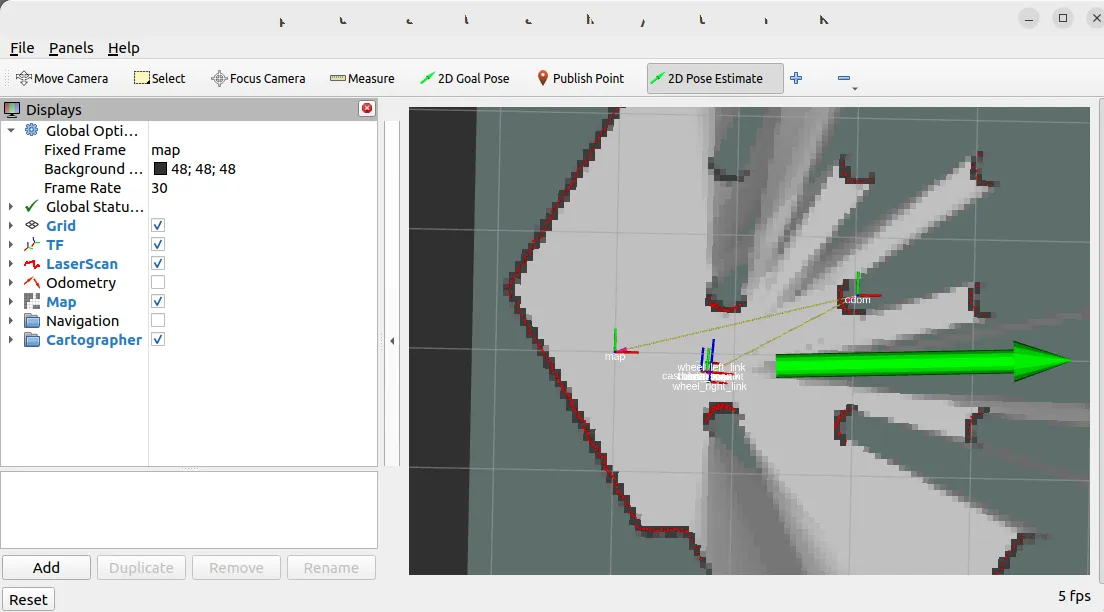 File Panels Help
Move Camera Select Focus Camera Measure 2D Goal Pose Publish Point 2D Pose Estimate
Displays
Global Opti...
Fixed Frame map
Background ... 48; 48; 48
Frame Rate 30
Global Statu...
Grid
TF
LaserScan
Odometry
Map
Navigation
Cartographer
Add Duplicate Remove Rename
Reset
odom
map
wheel_left_link
wheel_right_link
5 fps